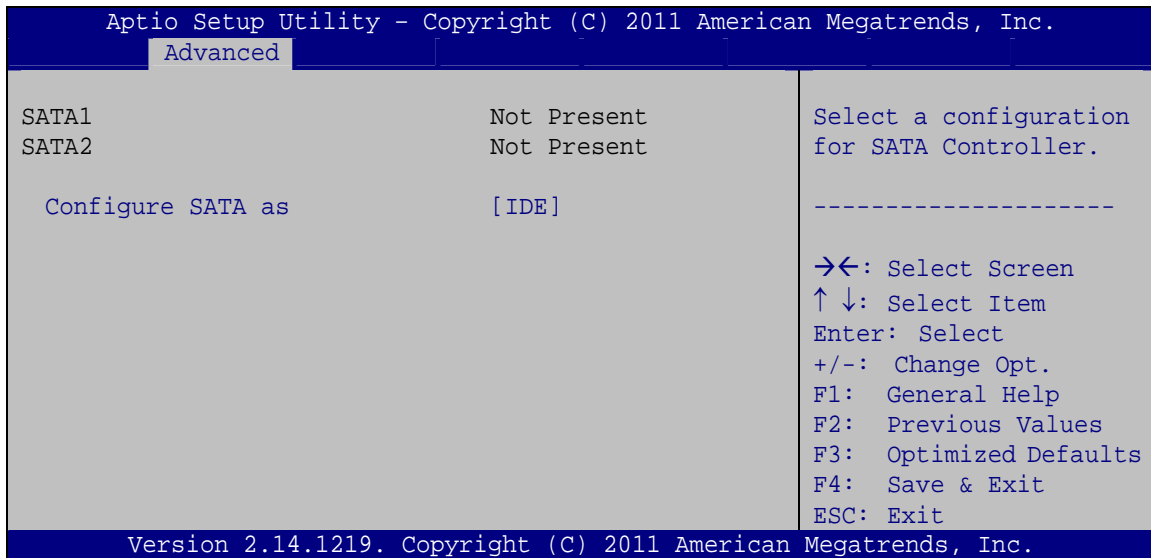 Aptio Setup Utility – Copyright (C) 2011 American Megatrends, Inc.
Advanced
SATA1 Not Present
SATA2 Not Present
Configure SATA as [IDE]
Select a configuration
for SATA Controller.
---------------------
→←: Select Screen
↑ ↓: Select Item
Enter: Select
+/-: Change Opt.
F1: General Help
F2: Previous Values
F3: Optimized Defaults
F4: Save & Exit
ESC: Exit
Version 2.14.1219. Copyright (C) 2011 American Megatrends, Inc.